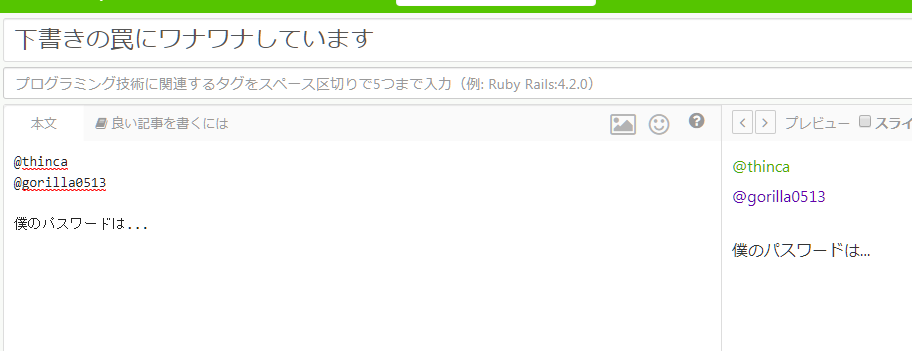 下書きの罠にワナワナしています
プログラミング技術に関連するタグをスペース区切りで5つまで入力（例: Ruby Rails:4.2.0）
本文 良い記事を書くには プレビュー スライ
@thinca
@gorilla0513
僕のパスワードは...
@thinca
@gorilla0513
僕のパスワードは...